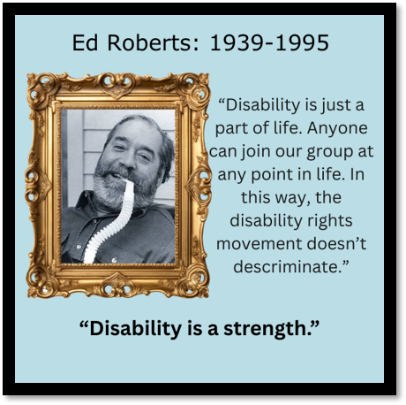 Ed Roberts: 1939-1995
“Disability is just a
part of life. Anyone
can join our group at
any point in life. In
this way, the
disability rights
movement doesn’t
descriminate.”
“Disability is a strength.”